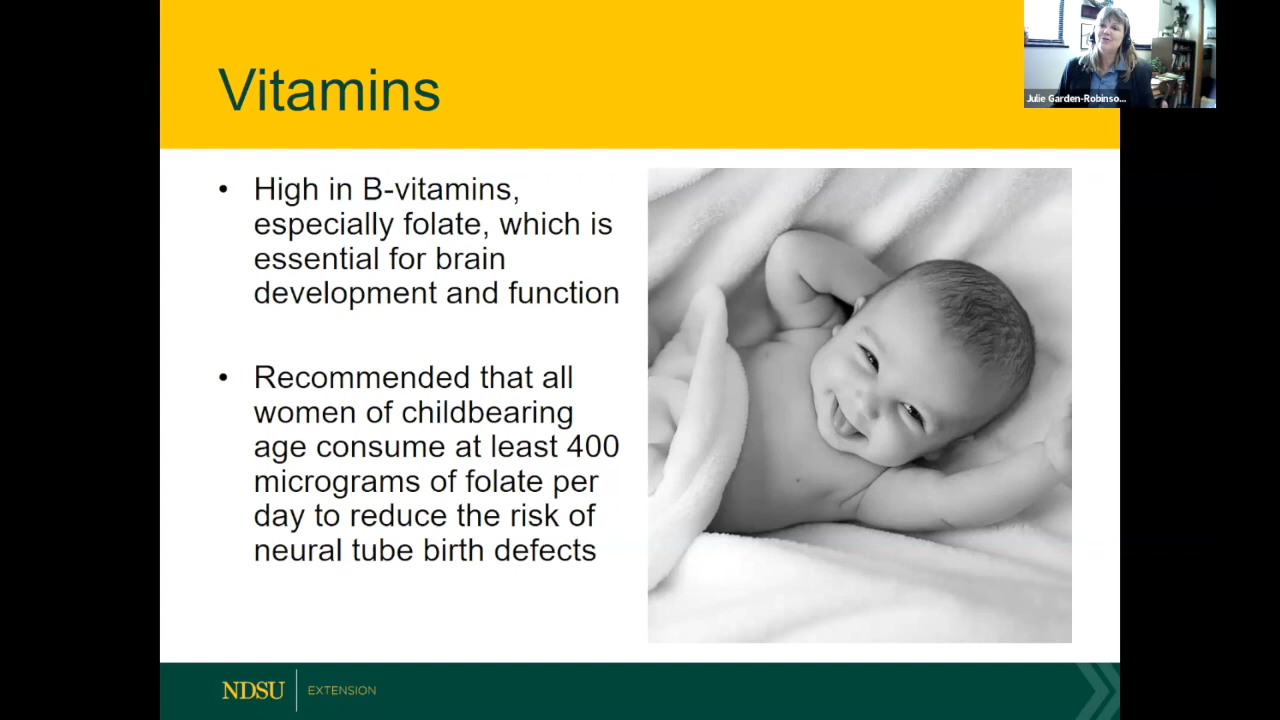 Vitamins
Julie Garden-Robinso...
• High in B-vitamins,
especially folate, which is
essential for brain
development and function
• Recommended that all
women of childbearing
age consume at least 400
micrograms of folate per
day to reduce the risk of
neural tube birth defects
NDSU EXTENSION